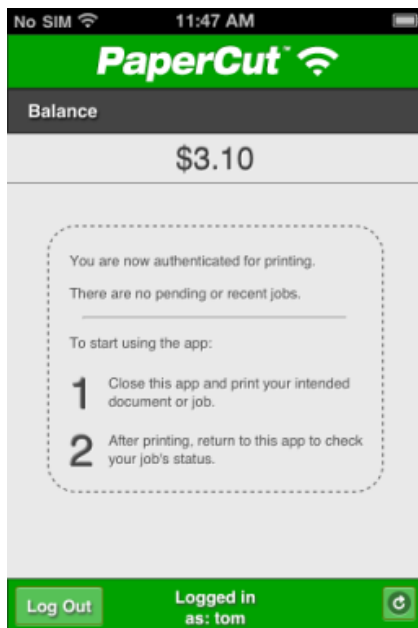 No SIM 11:47 AM
PaperCut™
Balance
$3.10
You are now authenticated for printing.
There are no pending or recent jobs.
To start using the app:
1 Close this app and print your intended
document or job.
2 After printing, return to this app to check
your job's status.
Log Out
Logged in
as: tom